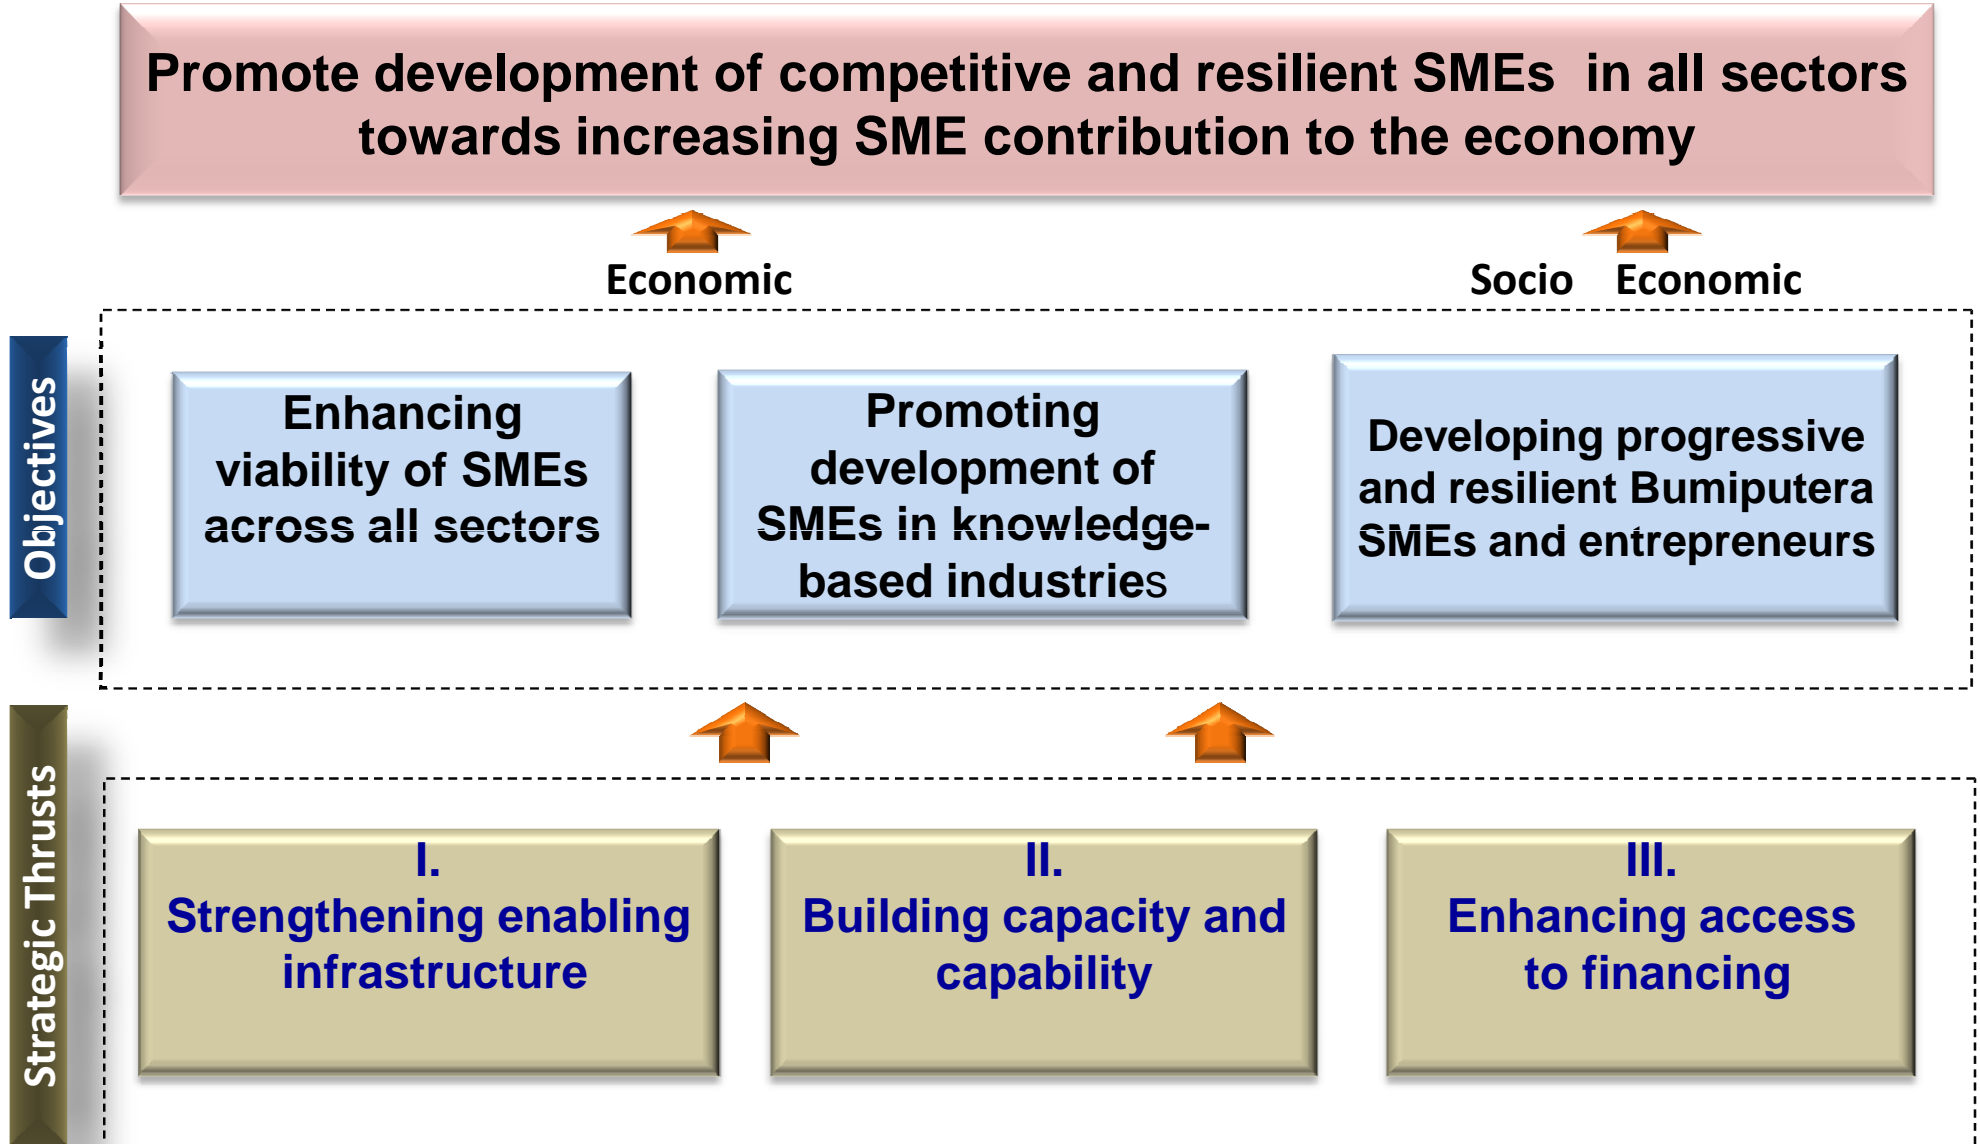 Promote development of competitive and resilient SMEs in all sectors
towards increasing SME contribution to the economy
Economic
Socio Economic
Objectives
Enhancing
viability of SMEs
across all sectors
Promoting
development of
SMEs in knowledge-
based industries
Developing progressive
and resilient Bumiputera
SMEs and entrepreneurs
Strategic Thrusts
I.
Strengthening enabling
infrastructure
II.
Building capacity and
capability
III.
Enhancing access
to financing